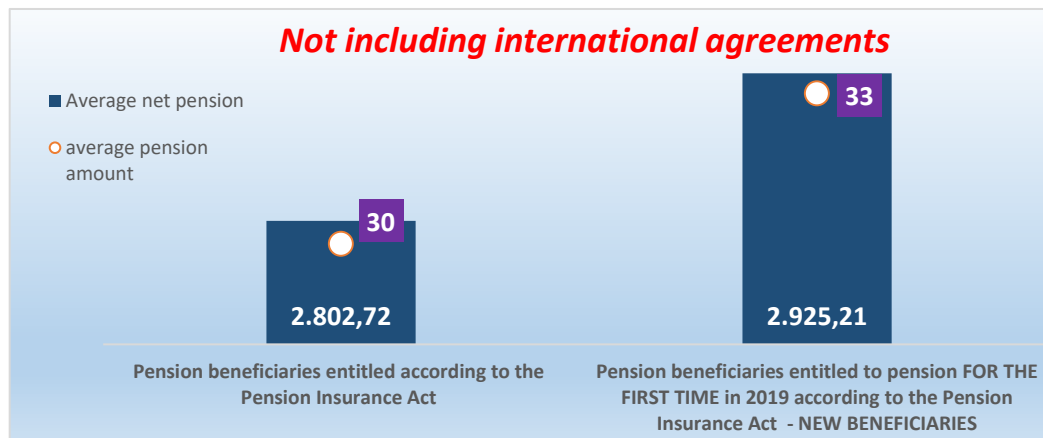 Not including international agreements
Average net pension
average pension
amount
30
33
2.802,72
2.925,21
Pension beneficiaries entitled according to the
Pension Insurance Act
Pension beneficiaries entitled to pension FOR THE
FIRST TIME in 2019 according to the Pension
Insurance Act - NEW BENEFICIARIES